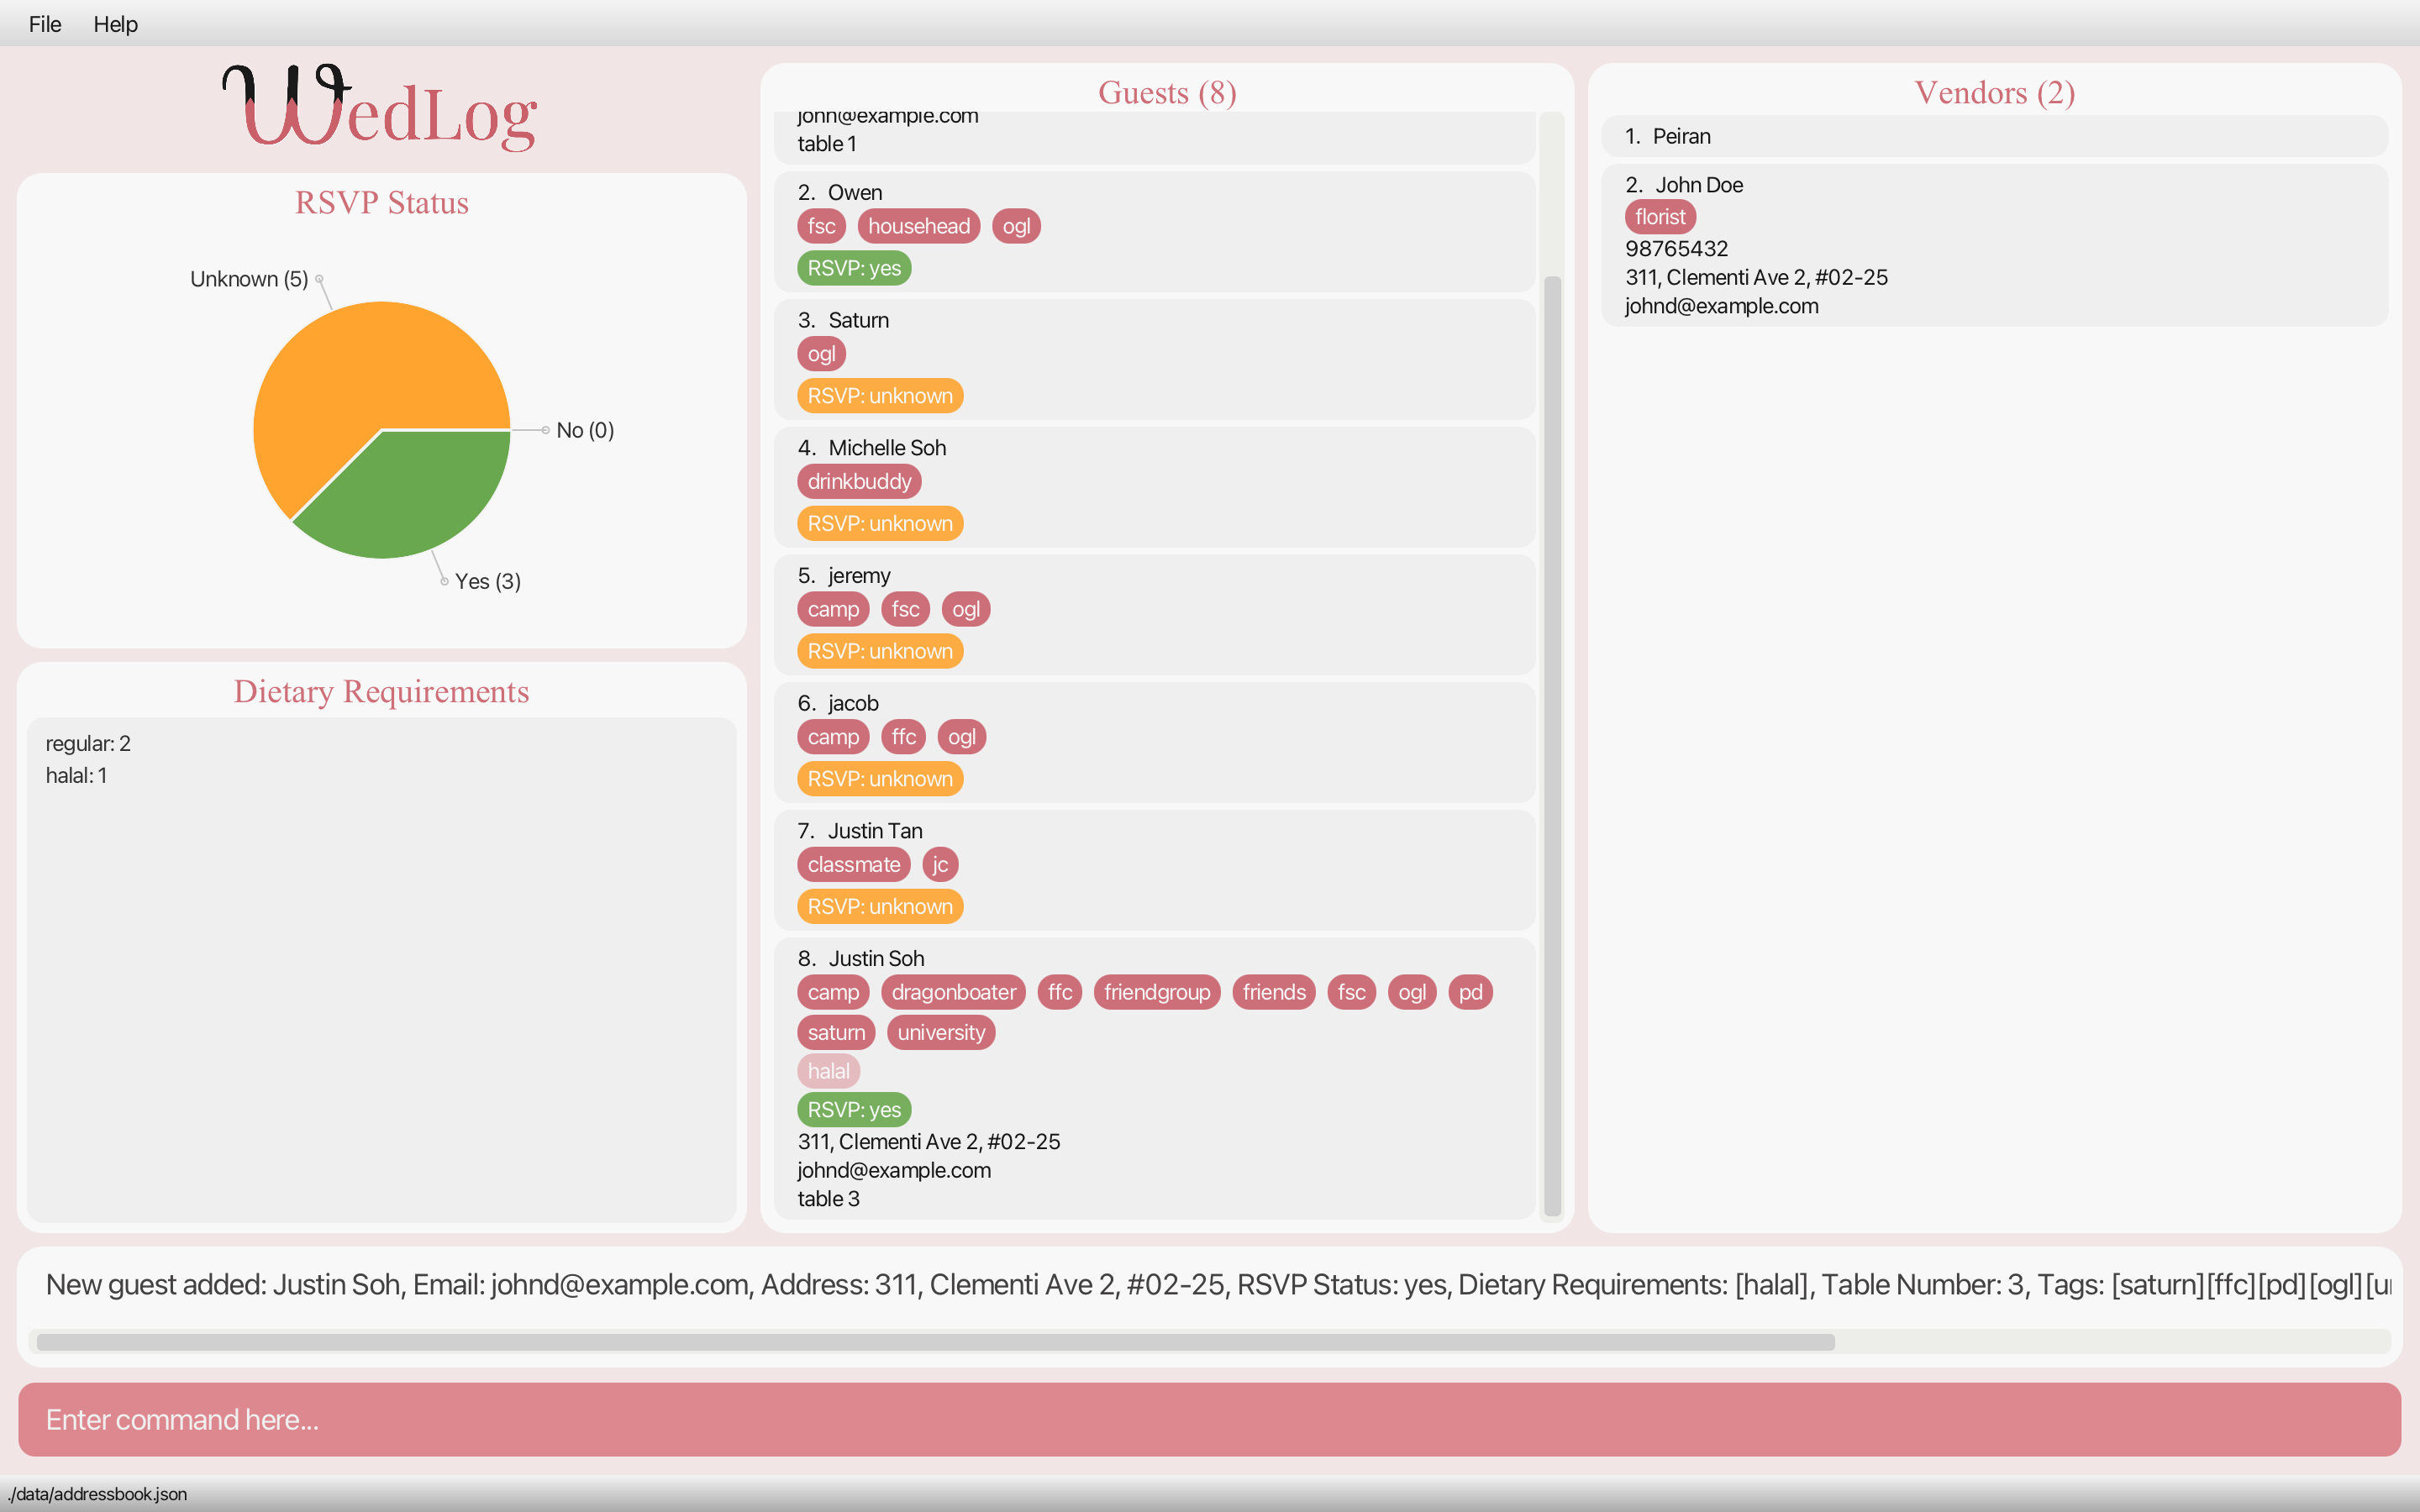 File Help
WedLog
RSVP Status
Unknown (5)
No (0)
Yes (3)
Dietary Requirements
regular: 2
halal: 1
Guests (8)
john@example.com
table 1
2. Owen
fsc househead ogl
RSVP: yes
3. Saturn
ogl
RSVP: unknown
4. Michelle Soh
drinkbuddy
RSVP: unknown
5. jeremy
camp fsc ogl
RSVP: unknown
6. jacob
camp ffc ogl
RSVP: unknown
7. Justin Tan
classmate jc
RSVP: unknown
8. Justin Soh
camp dragonboater ffc friendgroup friends fsc ogl pd
saturn university
halal
RSVP: yes
311, Clementi Ave 2, #02-25
johnd@example.com
table 3
Vendors (2)
1. Peiran
2. John Doe
florist
98765432
311, Clementi Ave 2, #02-25
johnd@example.com
New guest added: Justin Soh, Email: johnd@example.com, Address: 311, Clementi Ave 2, #02-25, RSVP Status: yes, Dietary Requirements: [halal], Table Number: 3, Tags: [saturn][ffc][pd][ogl]
Enter command here...
./data/addressbook.json